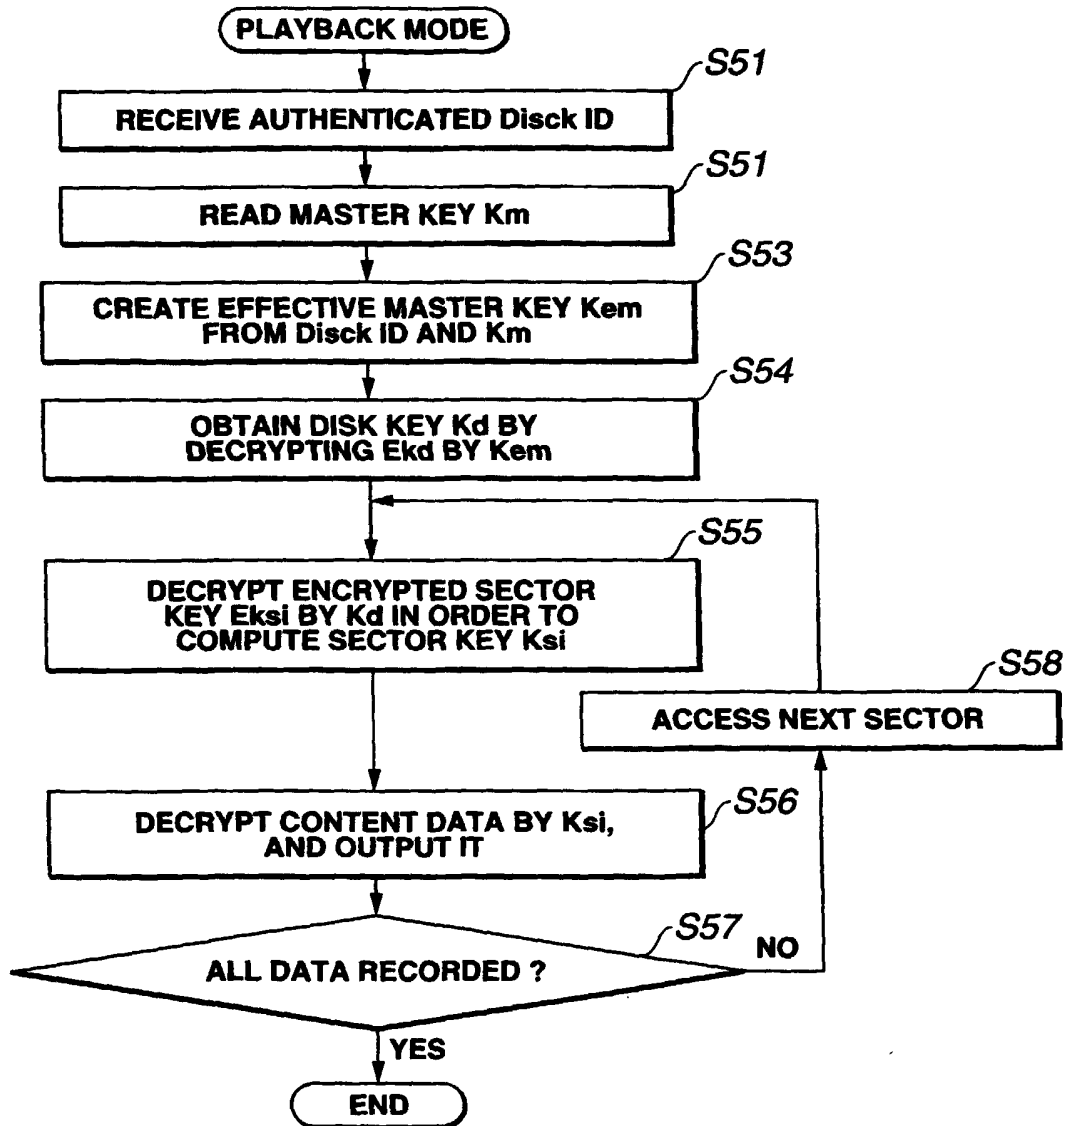 PLAYBACK MODE
S51
RECEIVE AUTHENTICATED Disck ID
S51
READ MASTER KEY Km
S53
CREATE EFFECTIVE MASTER KEY Kem
FROM Disck ID AND Km
S54
OBTAIN DISK KEY Kd BY
DECRYPTING Ekd BY Kem
S55
DECRYPT ENCRYPTED SECTOR
KEY Eksi BY Kd IN ORDER TO
COMPUTE SECTOR KEY Ksi
S58
ACCESS NEXT SECTOR
S56
DECRYPT CONTENT DATA BY Ksi,
AND OUTPUT IT
S57
ALL DATA RECORDED ?
NO
YES
END